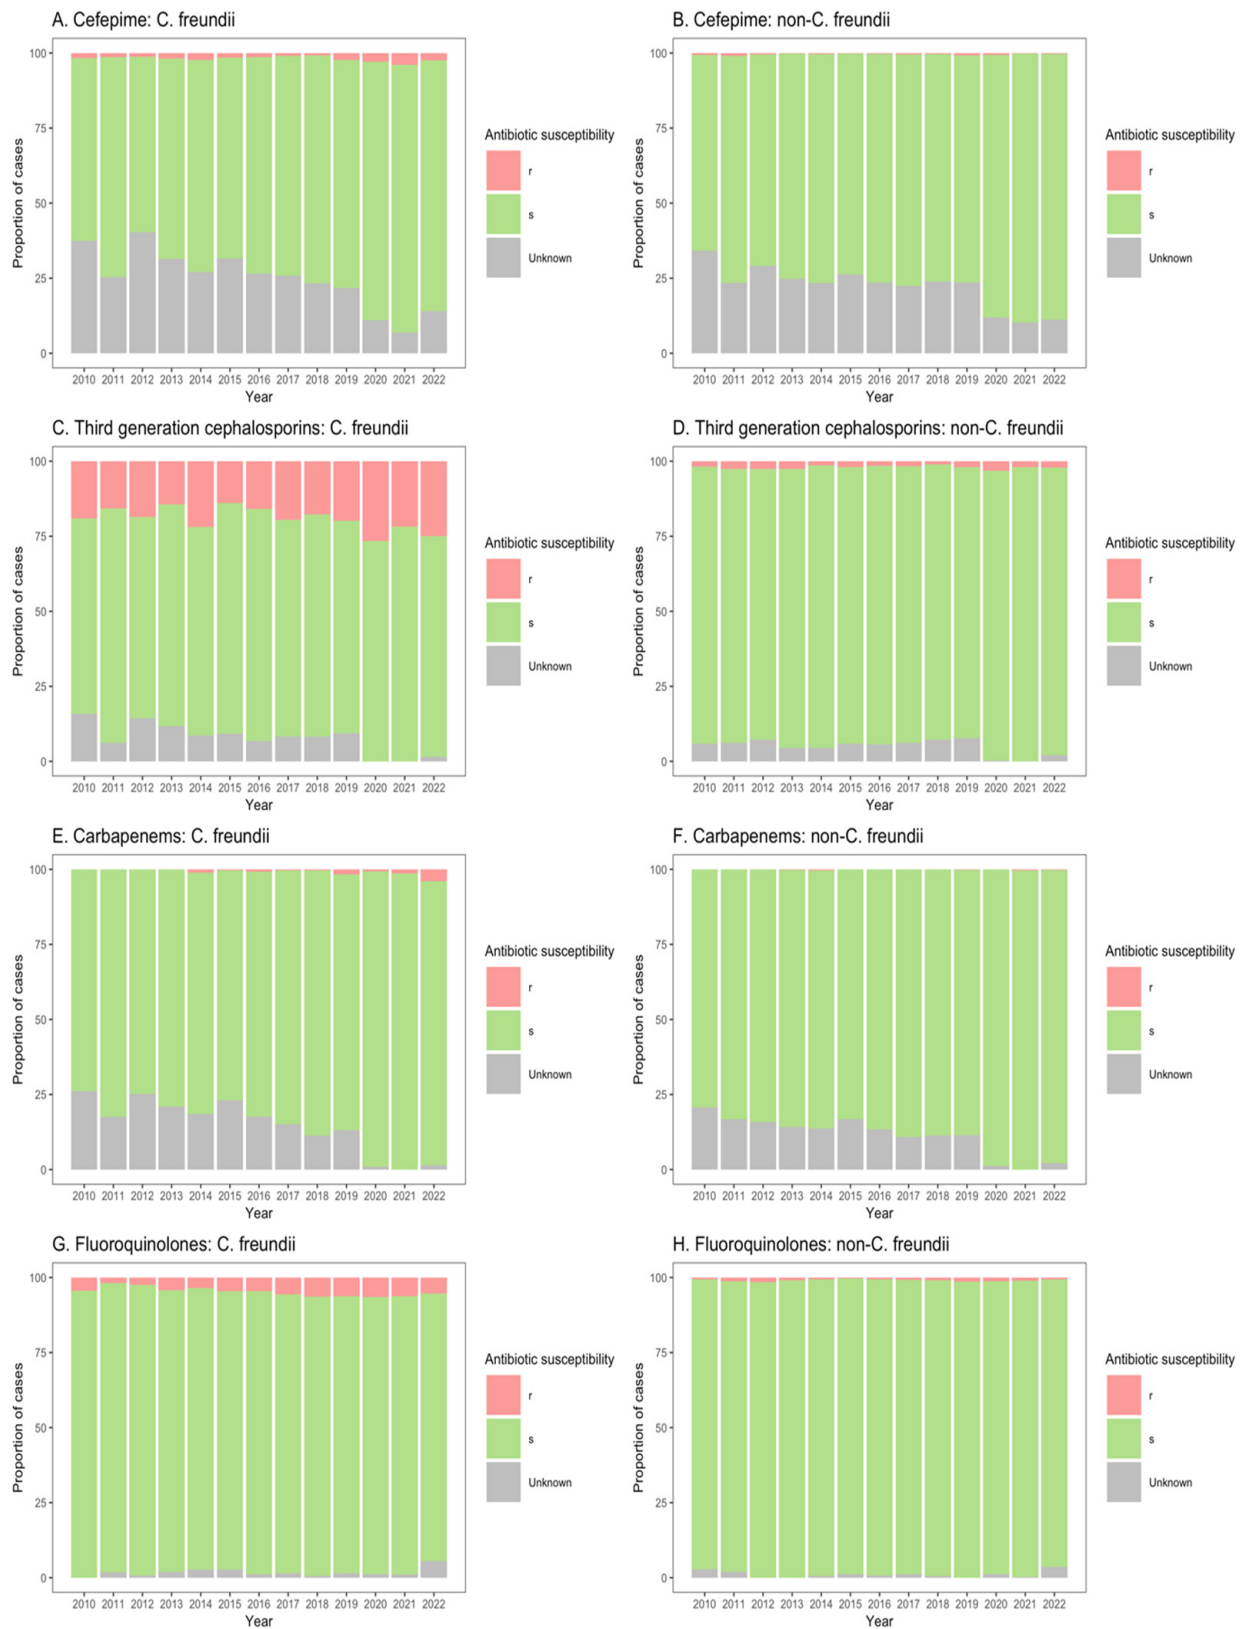 A. Cefepime: C. freundii
Proportion of cases
100
75
50
25
0
2010 2011 2012 2013 2014 2015 2016 2017 2018 2019 2020 2021 2022
Year
Antibiotic susceptibility
r
s
Unknown
B. Cefepime: non-C. freundii
Proportion of cases
100
75
50
25
0
2010 2011 2012 2013 2014 2015 2016 2017 2018 2019 2020 2021 2022
Year
Antibiotic susceptibility
r
s
Unknown
C. Third generation cephalosporins: C. freundii
Proportion of cases
100
75
50
25
0
2010 2011 2012 2013 2014 2015 2016 2017 2018 2019 2020 2021 2022
Year
Antibiotic susceptibility
r
s
Unknown
D. Third generation cephalosporins: non-C. freundii
Proportion of cases
100
75
50
25
0
2010 2011 2012 2013 2014 2015 2016 2017 2018 2019 2020 2021 2022
Year
Antibiotic susceptibility
r
s
Unknown
E. Carbapenems: C. freundii
Proportion of cases
100
75
50
25
0
2010 2011 2012 2013 2014 2015 2016 2017 2018 2019 2020 2021 2022
Year
Antibiotic susceptibility
r
s
Unknown
F. Carbapenems: non-C. freundii
Proportion of cases
100
75
50
25
0
2010 2011 2012 2013 2014 2015 2016 2017 2018 2019 2020 2021 2022
Year
Antibiotic susceptibility
r
s
Unknown
G. Fluoroquinolones: C. freundii
Proportion of cases
100
75
50
25
0
2010 2011 2012 2013 2014 2015 2016 2017 2018 2019 2020 2021 2022
Year
Antibiotic susceptibility
r
s
Unknown
H. Fluoroquinolones: non-C. freundii
Proportion of cases
100
75
50
25
0
2010 2011 2012 2013 2014 2015 2016 2017 2018 2019 2020 2021 2022
Year
Antibiotic susceptibility
r
s
Unknown